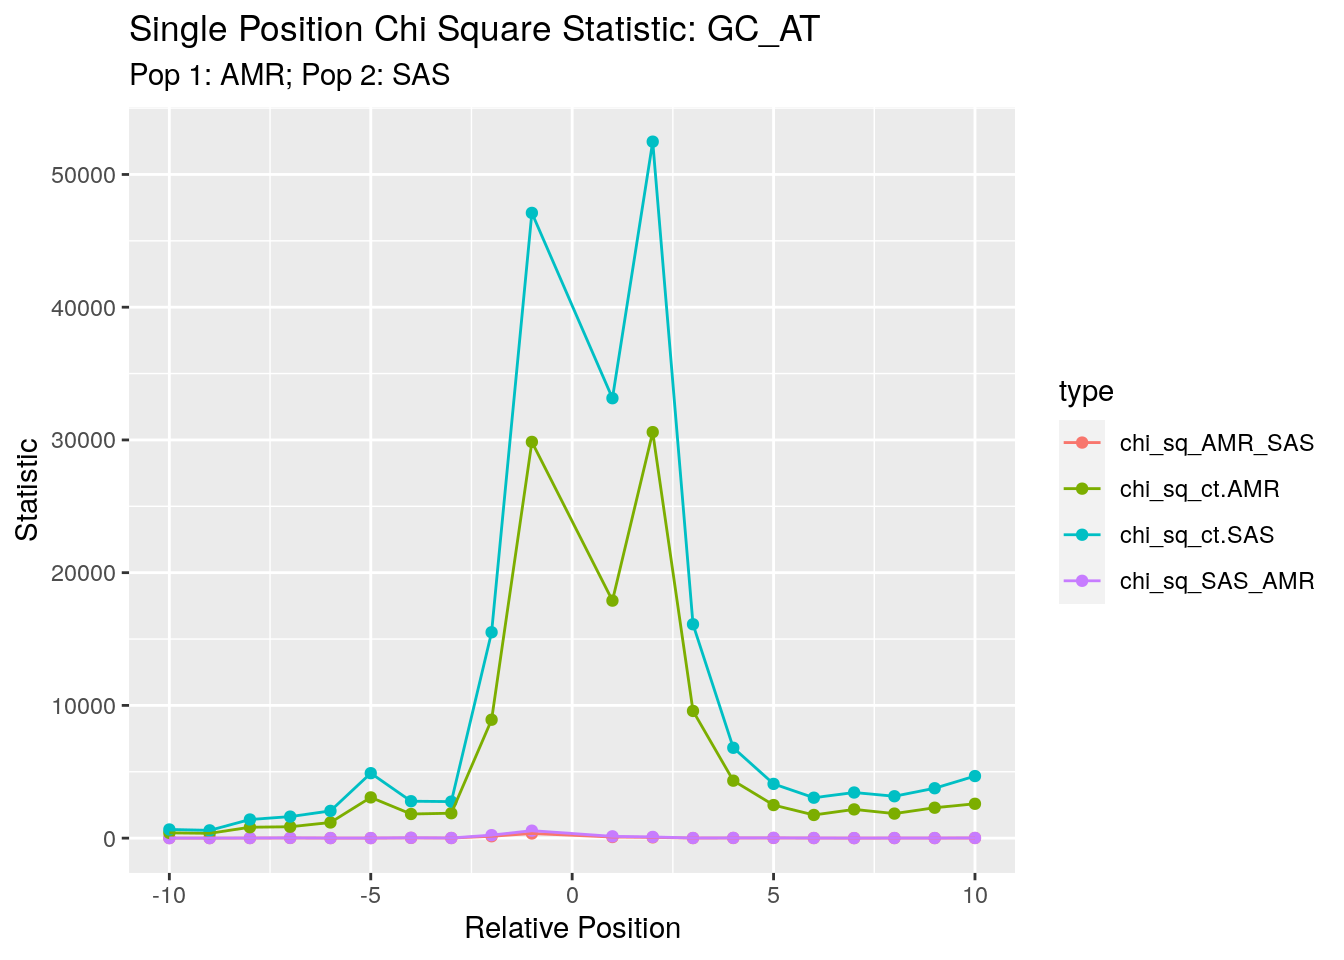 Single Position Chi Square Statistic: GC_AT
Pop 1: AMR; Pop 2: SAS
50000
40000
30000
20000
10000
0
Statistic
-10
-5
0
5
10
Relative Position
type
chi_sq_AMR_SAS
chi_sq_ct.AMR
chi_sq_ct.SAS
chi_sq_SAS_AMR